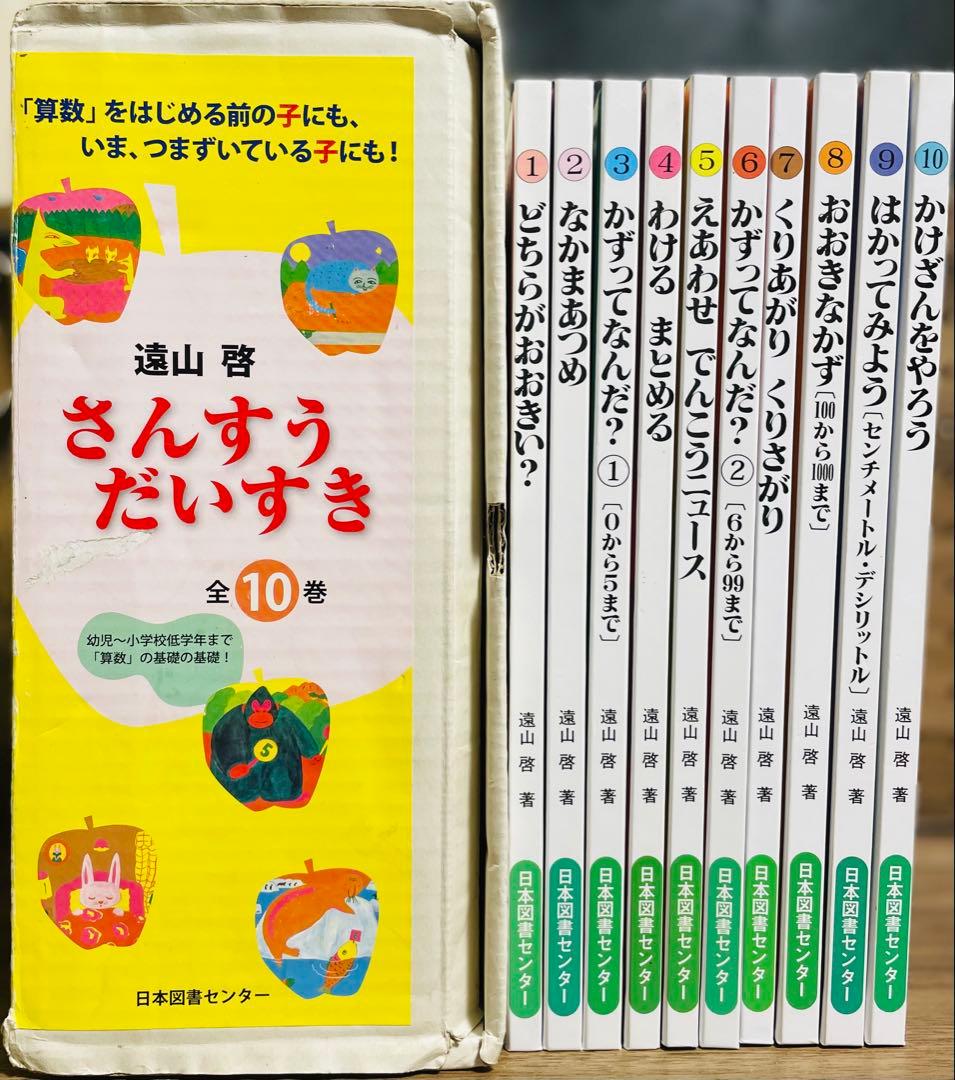 「算数」をはじめる前の子にも、
いま、つまずいている子にも!
遠山 啓
さんすう
だいすき
全10巻
幼児~小学校低学年まで
「算数」の基礎の基礎!
5
日本図書センター
1 どちらがおおきい? 遠山 啓 著 日本図書センター
2 なかまあつめ 遠山 啓 著 日本図書センター
3 かずってなんだ? ① [0から5まで] 遠山 啓 著 日本図書センター
4 わける まとめる 遠山 啓 著 日本図書センター
5 えあわせ でんこうニュース 遠山 啓 著 日本図書センター
6 かずってなんだ? ② [6から99まで] 遠山 啓 著 日本図書センター
7 くりあがり くりさがり 遠山 啓 著 日本図書センター
8 おおきなかず [100から1000まで] 遠山 啓 著 日本図書センター
9 はかってみよう [センチメートル・デシリットル] 遠山 啓 著 日本図書センター
10 かけざんをやろう 遠山 啓 著 日本図書センター